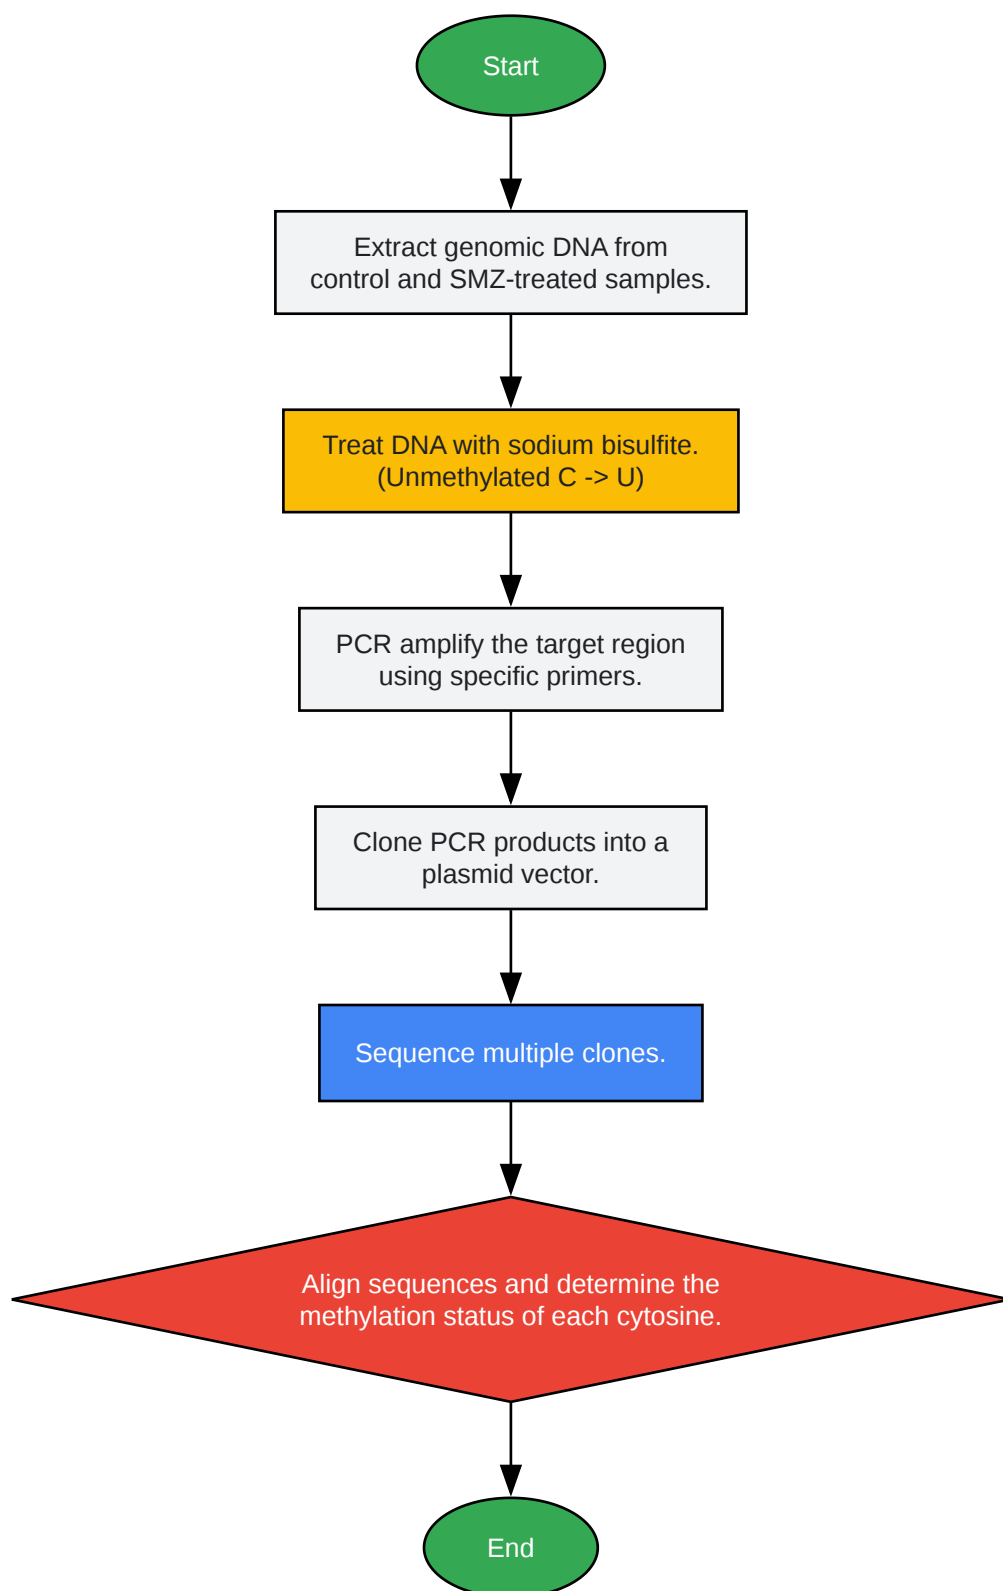 Start
Extract genomic DNA from
control and SMZ-treated samples.
Treat DNA with sodium bisulfite.
(Unmethylated C -> U)
PCR amplify the target region
using specific primers.
Clone PCR products into a
plasmid vector.
Sequence multiple clones.
Align sequences and determine the
methylation status of each cytosine.
End